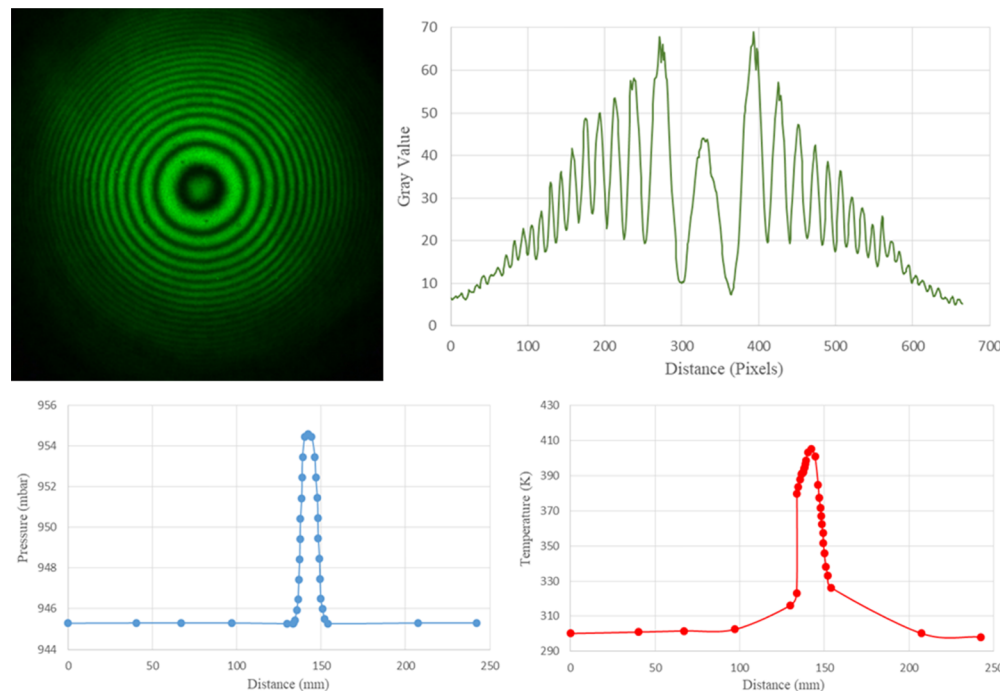 70
60
50
40
30
20
10
0
Gray Value
0 100 200 300 400 500 600 700
Distance (Pixels)
956
954
952
950
948
946
944
Pressure (mbar)
0 50 100 150 200 250
Distance (mm)
430
410
390
370
350
330
310
290
Temperature (K)
0 50 100 150 200 250
Distance (mm)